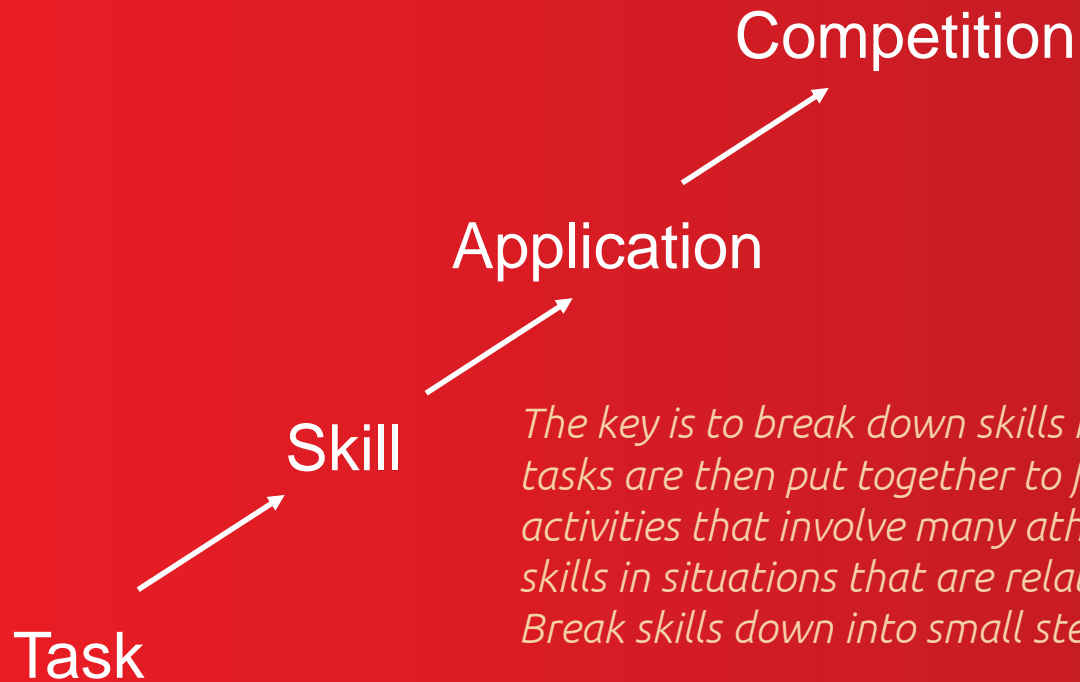 Competition
Application
Skill
The key is to break down skills
tasks are then put together to
activities that involve many
skills in situations that are
Break skills down into small
Task